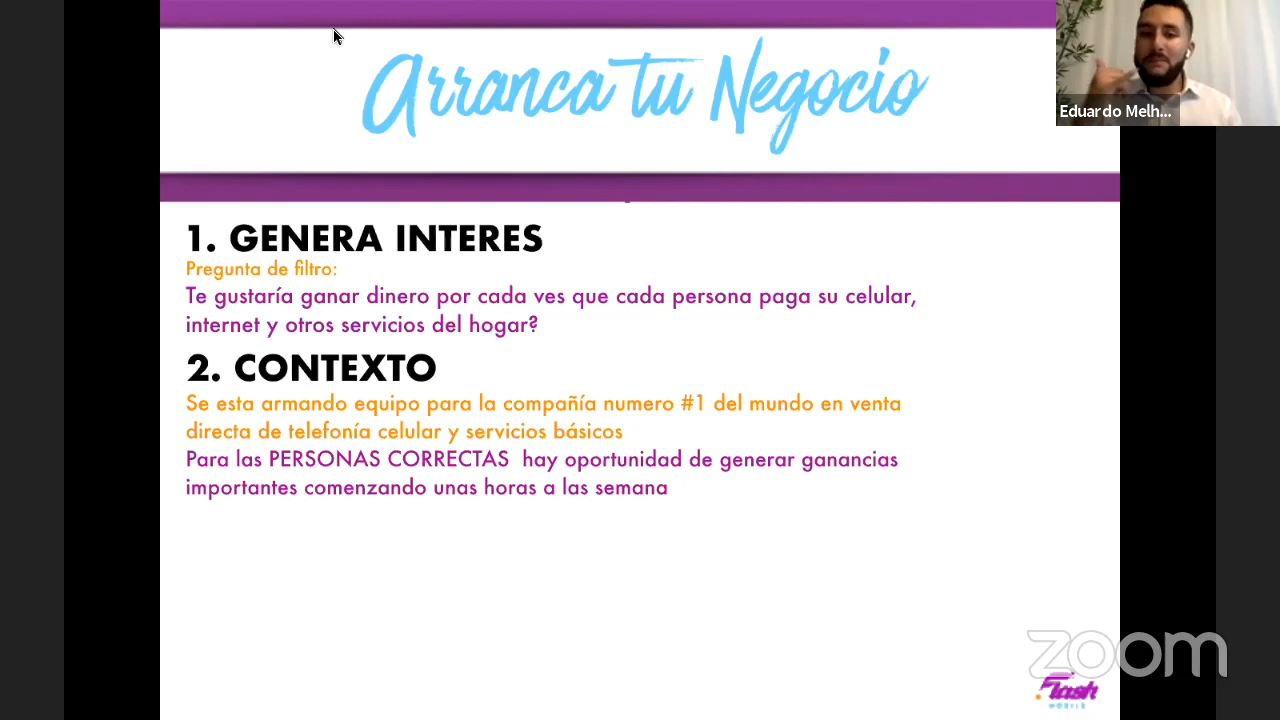 Arranca tu Negocio
Eduardo Melh...
1. GENERA INTERES
Pregunta de filtro:
Te gustaría ganar dinero por cada ves que cada persona paga su celular,
internet y otros servicios del hogar?
2. CONTEXTO
Se esta armando equipo para la compañía numero #1 del mundo en venta
directa de telefonía celular y servicios básicos
Para las PERSONAS CORRECTAS hay oportunidad de generar ganancias
importantes comenzando unas horas a las semana
zoom
Flash
MOBILE